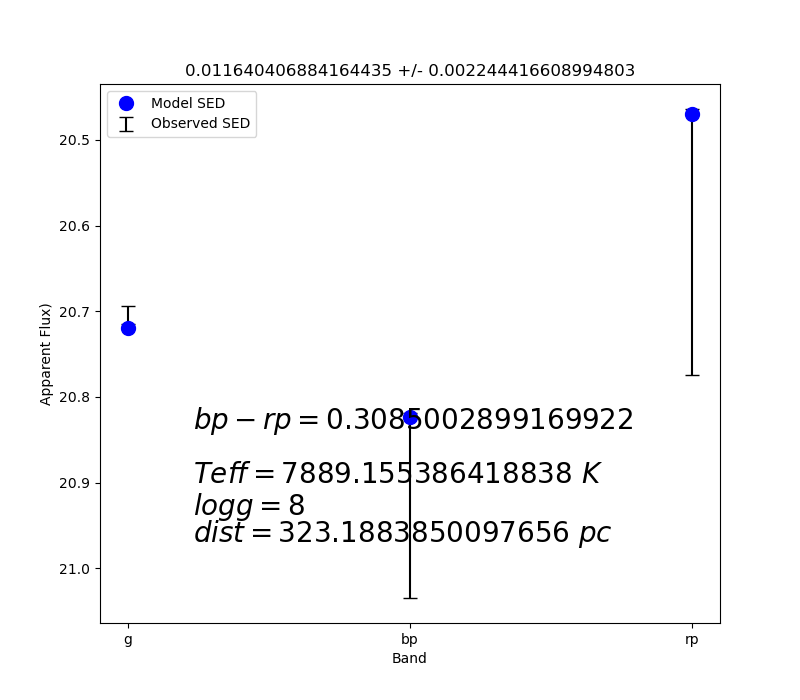 0.011640406884164435 +/- 0.002244416608994803
Model SED
Observed SED
20.5
20.6
20.7
20.8
20.9
21.0
Apparent Flux)
bp − rp = 0.3085002899169922
Teff = 7889.155386418838 K
logg = 8
dist = 323.1883850097656 pc
g bp rp
Band